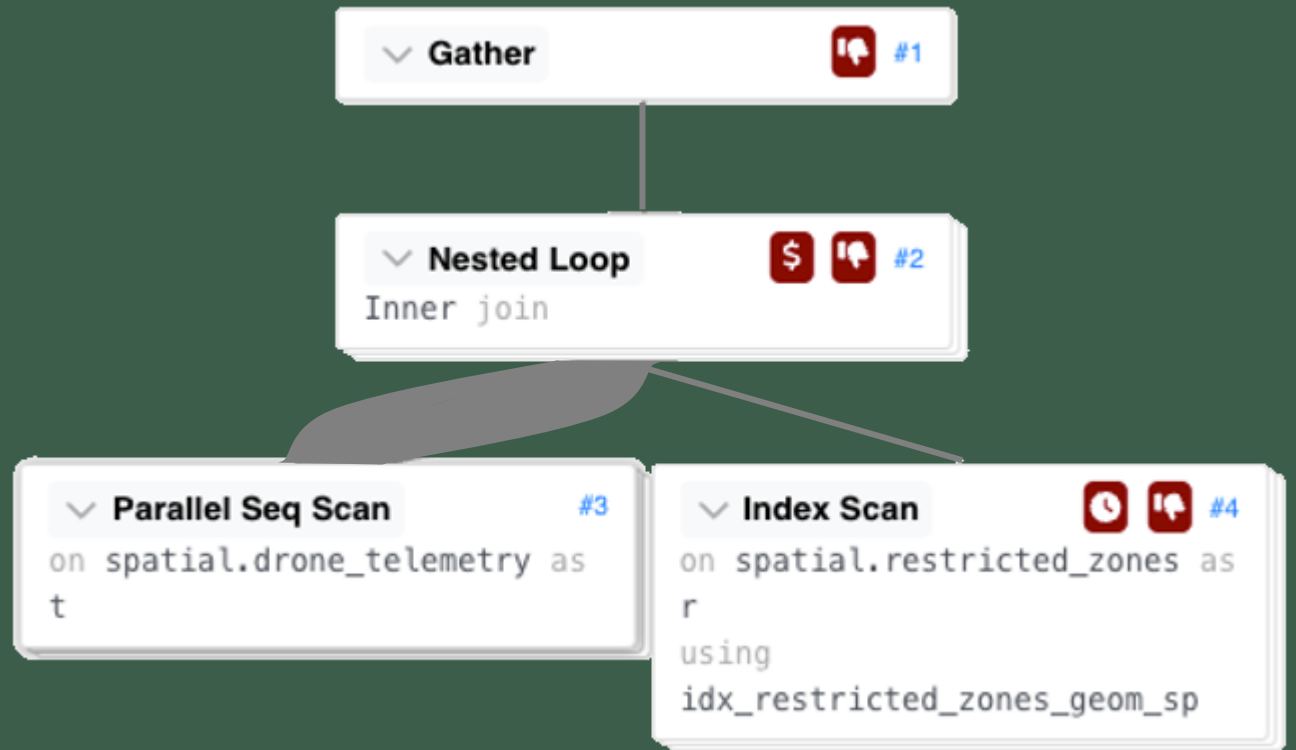 Gather #1
Nested Loop $ #2
Inner join
Parallel Seq Scan #3
on spatial.drone_telemetry as
t
Index Scan #4
on spatial.restricted_zones as
r
using
idx_restricted_zones_geom_sp